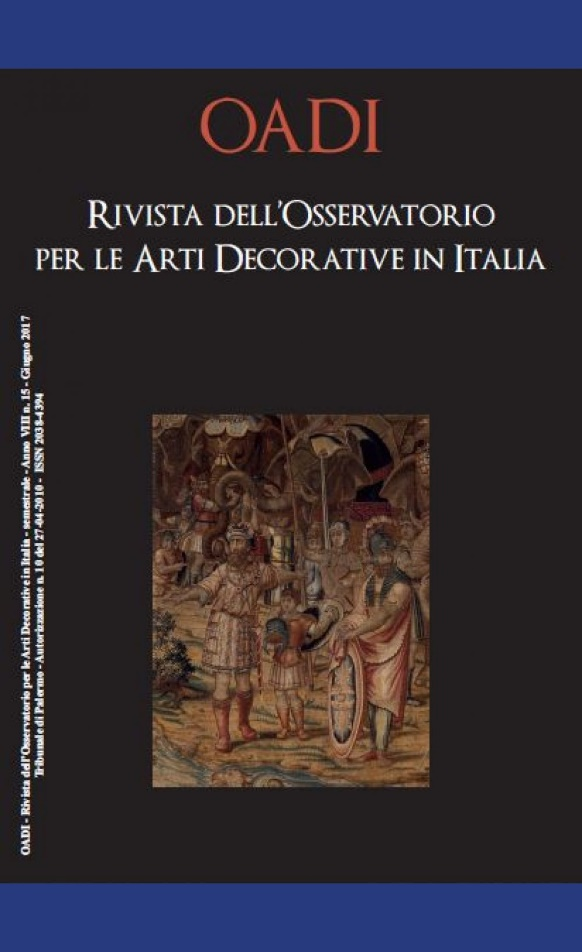 OADI
RIVISTA DELL'OSSERVATORIO
PER LE ARTI DECORATIVE IN ITALIA
OADI - Rivista dell'Osservatorio per le Arti Decorative in Italia - semestrale - Anno VIII n. 15 - Giugno 2017
Tribunale di Palermo - Autorizzazione n. 10 del 27-04-2010 - ISSN 2038-4394